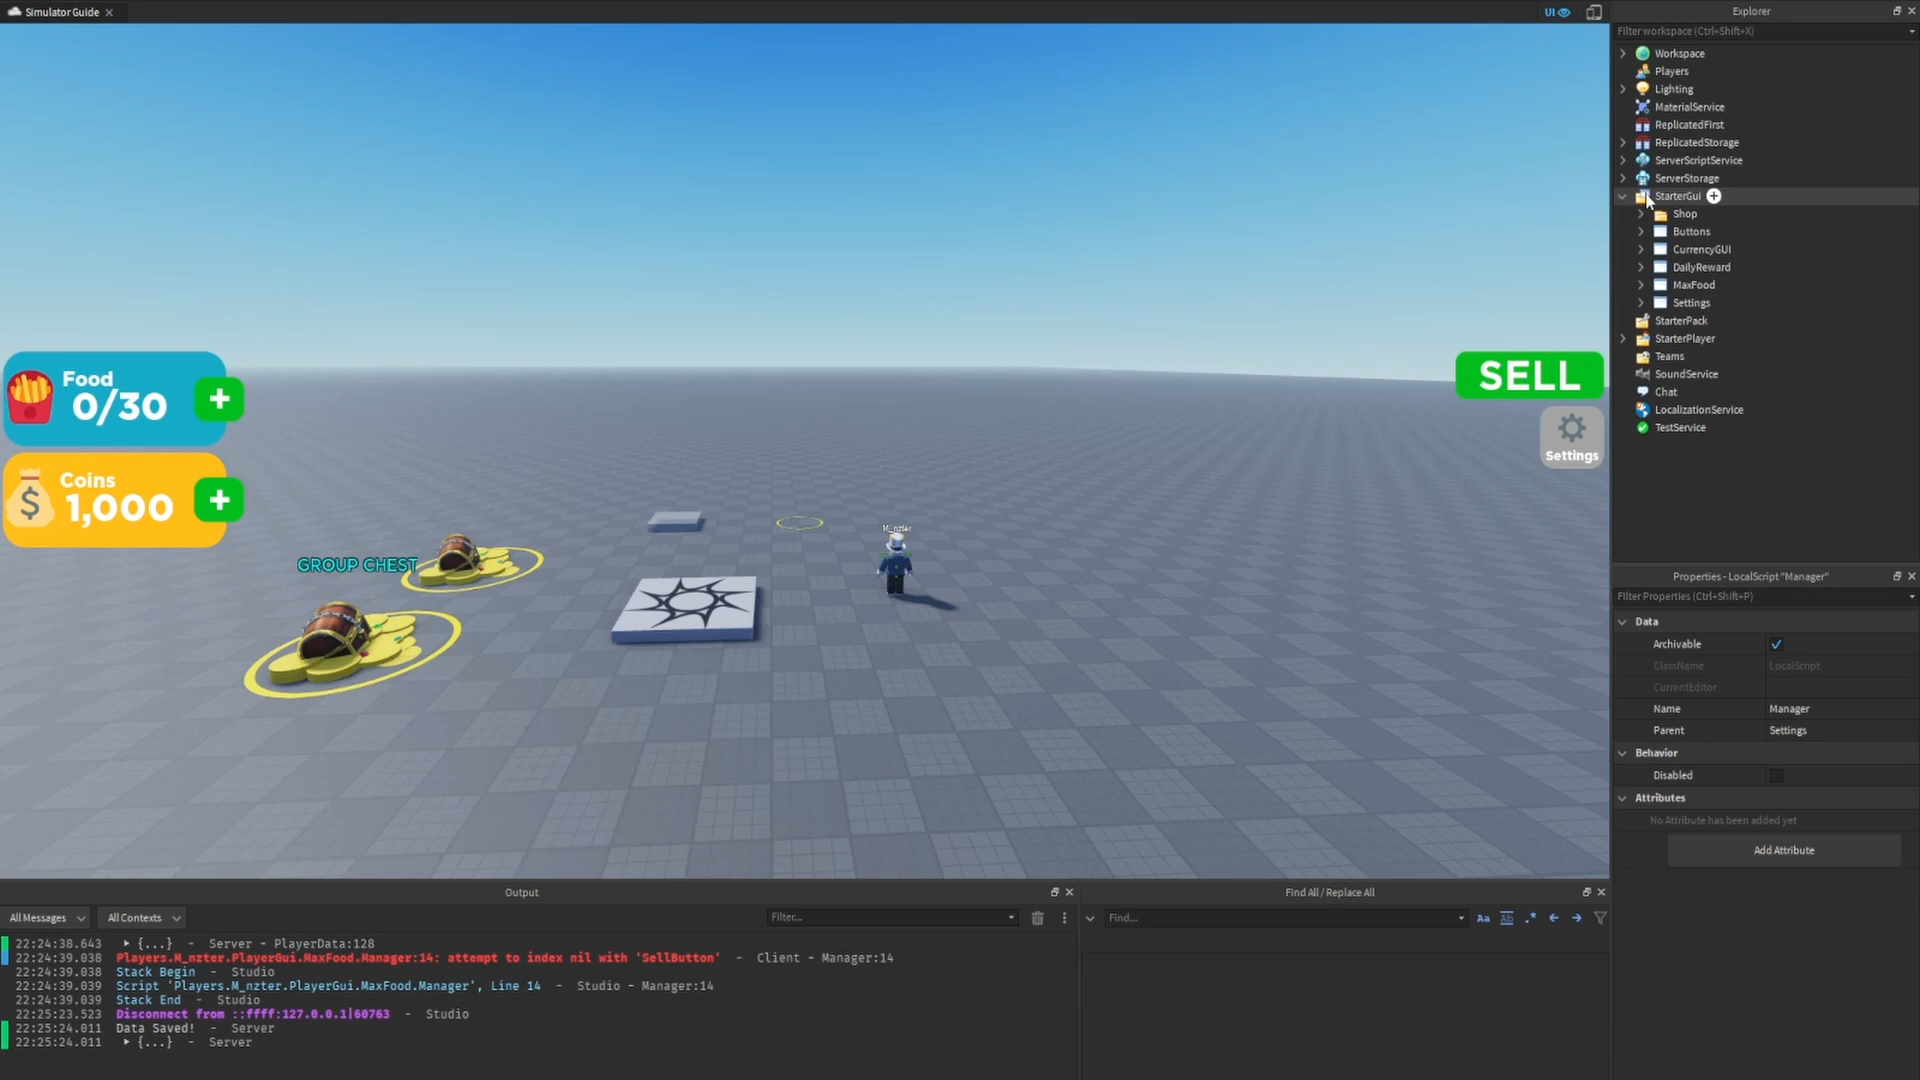 Simulator Guide
UI
Food
0/30
+
Coins
1,000
+
GROUP CHEST
M_nzter
SELL
Settings
Explorer
Filter workspace (Ctrl+Shift+X)
Workspace
Players
Lighting
MaterialService
ReplicatedFirst
ReplicatedStorage
ServerScriptService
ServerStorage
StarterGui
Shop
Buttons
CurrencyGUI
DailyReward
MaxFood
Settings
StarterPack
StarterPlayer
Teams
SoundService
Chat
LocalizationService
TestService
Properties - LocalScript "Manager"
Filter Properties (Ctrl+Shift+P)
Data
Archivable
ClassName LocalScript
CurrentEditor
Name Manager
Parent Settings
Behavior
Disabled
Attributes
No Attribute has been added yet
Add Attribute
Output
All Messages All Contexts Filter...
22:24:38.643 ▶ {...} - Server - PlayerData:128
22:24:39.038 Players.M_nzter.PlayerGui.MaxFood.Manager:14: attempt to index nil with 'SellButton' - Client - Manager:14
22:24:39.038 Stack Begin - Studio
22:24:39.039 Script 'Players.M_nzter.PlayerGui.MaxFood.Manager', Line 14 - Studio - Manager:14
22:24:39.039 Stack End - Studio
22:25:23.523 Disconnect from ::ffff:127.0.0.1|60763 - Studio
22:25:24.011 Data Saved! - Server
22:25:24.011 ▶ {...} - Server
Find All / Replace All
Find... Aa Ab .*